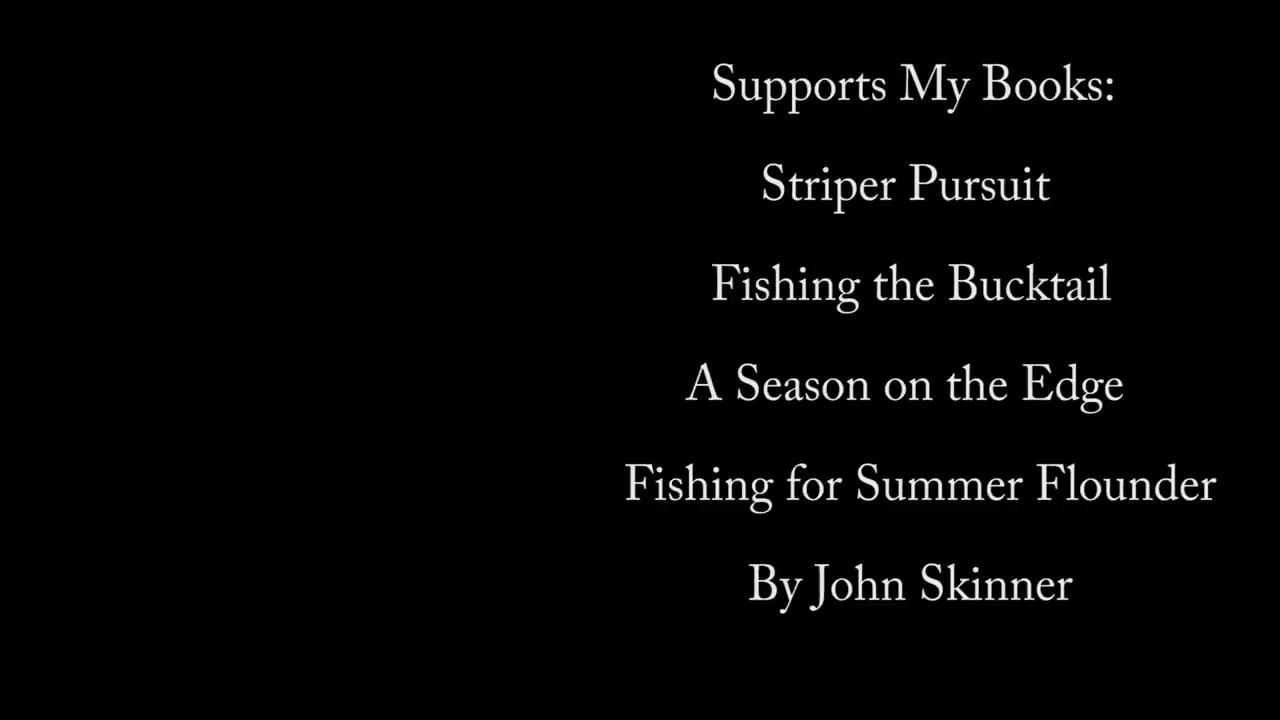 Supports My Books:
Striper Pursuit
Fishing the Bucktail
A Season on the Edge
Fishing for Summer Flounder
By John Skinner